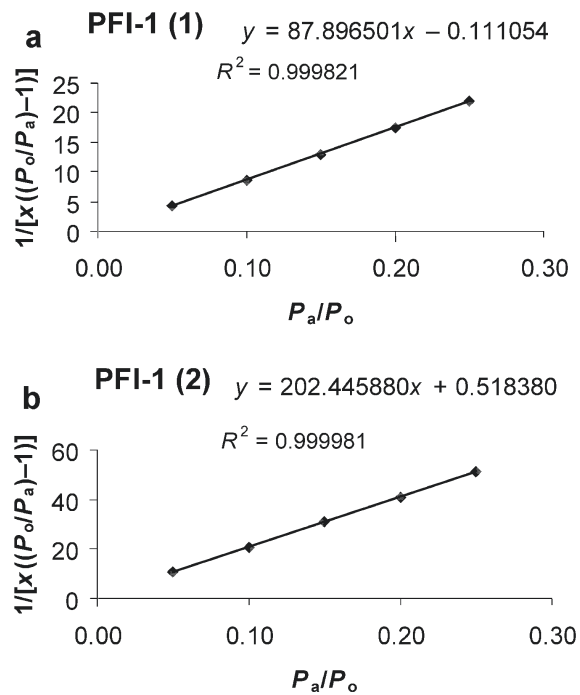 a PFI-1 (1) y = 87.896501x – 0.111054
R² = 0.999821
25
20
15
10
5
0
1/[x((Pₒ/Pₐ)–1)]
0.00 0.10 0.20 0.30
Pₐ/Pₒ
b PFI-1 (2) y = 202.445880x + 0.518380
R² = 0.999981
60
40
20
0
1/[x((Pₒ/Pₐ)–1)]
0.00 0.10 0.20 0.30
Pₐ/Pₒ